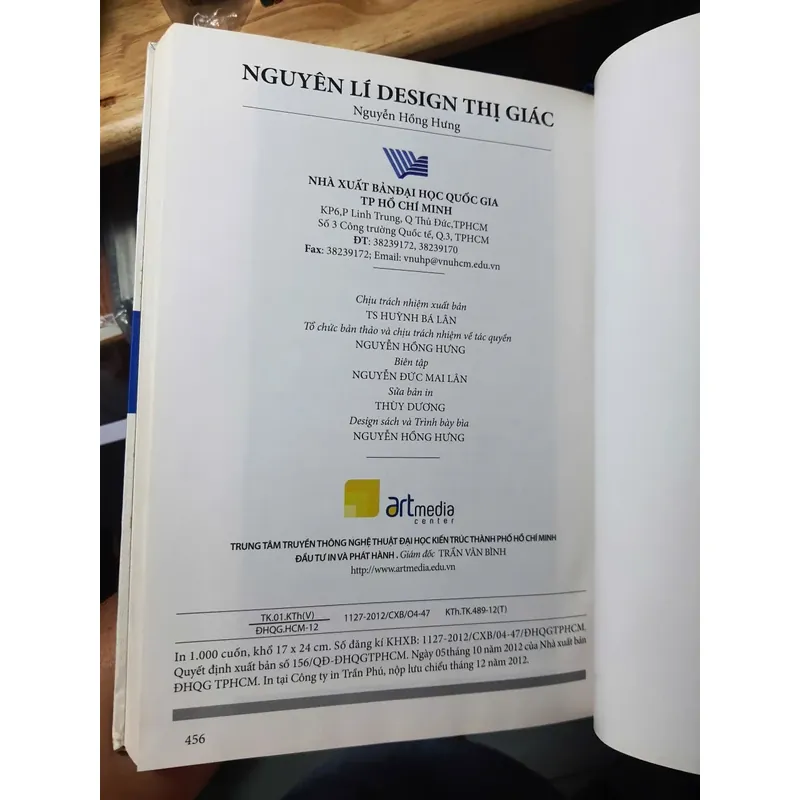 NGUYÊN LÍ DESIGN THỊ GIÁC
Nguyễn Hồng Hưng
NHÀ XUẤT BẢNĐẠI HỌC QUỐC GIA
TP HỒ CHÍ MINH
KP6,P Linh Trung, Q Thủ Đức,TPHCM
Số 3 Công trường Quốc tế, Q.3, TPHCM
ĐT: 38239172, 38239170
Fax: 38239172; Email: vnuhp@vnuhcm.edu.vn
Chịu trách nhiệm xuất bản
TS HUỲNH BÁ LÂN
Tổ chức bản thảo và chịu trách nhiệm về tác quyền
NGUYỄN HỒNG HƯNG
Biên tập
NGUYỄN ĐỨC MAI LÂN
Sửa bản in
THÙY DƯƠNG
Design sách và Trình bày bìa
NGUYỄN HỒNG HƯNG
artmedia
center
TRUNG TÂM TRUYỀN THÔNG NGHỆ THUẬT ĐẠI HỌC KIẾN TRÚC THÀNH PHỐ HỒ CHÍ MINH
ĐẦU TƯ IN VÀ PHÁT HÀNH . Giám đốc TRẦN VĂN BÌNH
http://www.artmedia.edu.vn
TK.01.KTh(V)
ĐHQG.HCM-12
1127-2012/CXB/O4-47
KTh.TK.489-12(T)
In 1.000 cuốn, khổ 17 x 24 cm. Số đăng kí KHXB: 1127-2012/CXB/04-47/ĐHQGTPHCM.
Quyết định xuất bản số 156/QĐ-ĐHQGTPHCM. Ngày 05tháng 10 năm 2012 của Nhà xuất bản
ĐHQG TPHCM. In tại Công ty in Trần Phú, nộp lưu chiểu tháng 12 năm 2012.
456